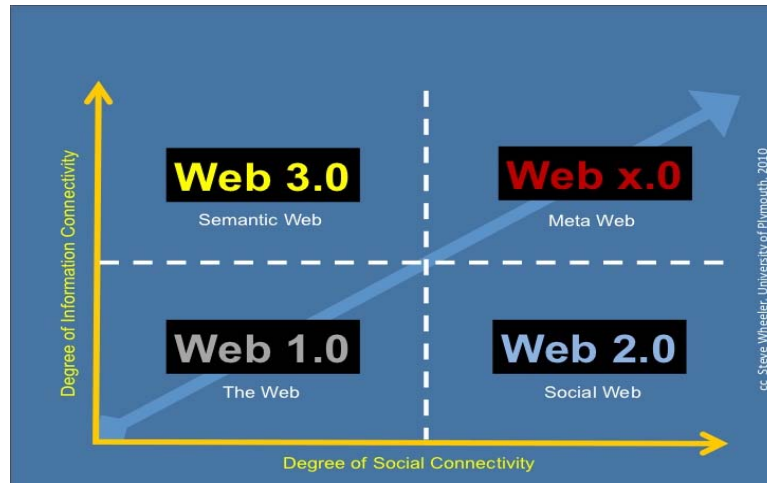 Degree of Information Connectivity
Web 3.0
Semantic Web
Web x.0
Meta Web
Web 1.0
The Web
Web 2.0
Social Web
Degree of Social Connectivity
cc Steve Wheeler, University of Plymouth, 2010